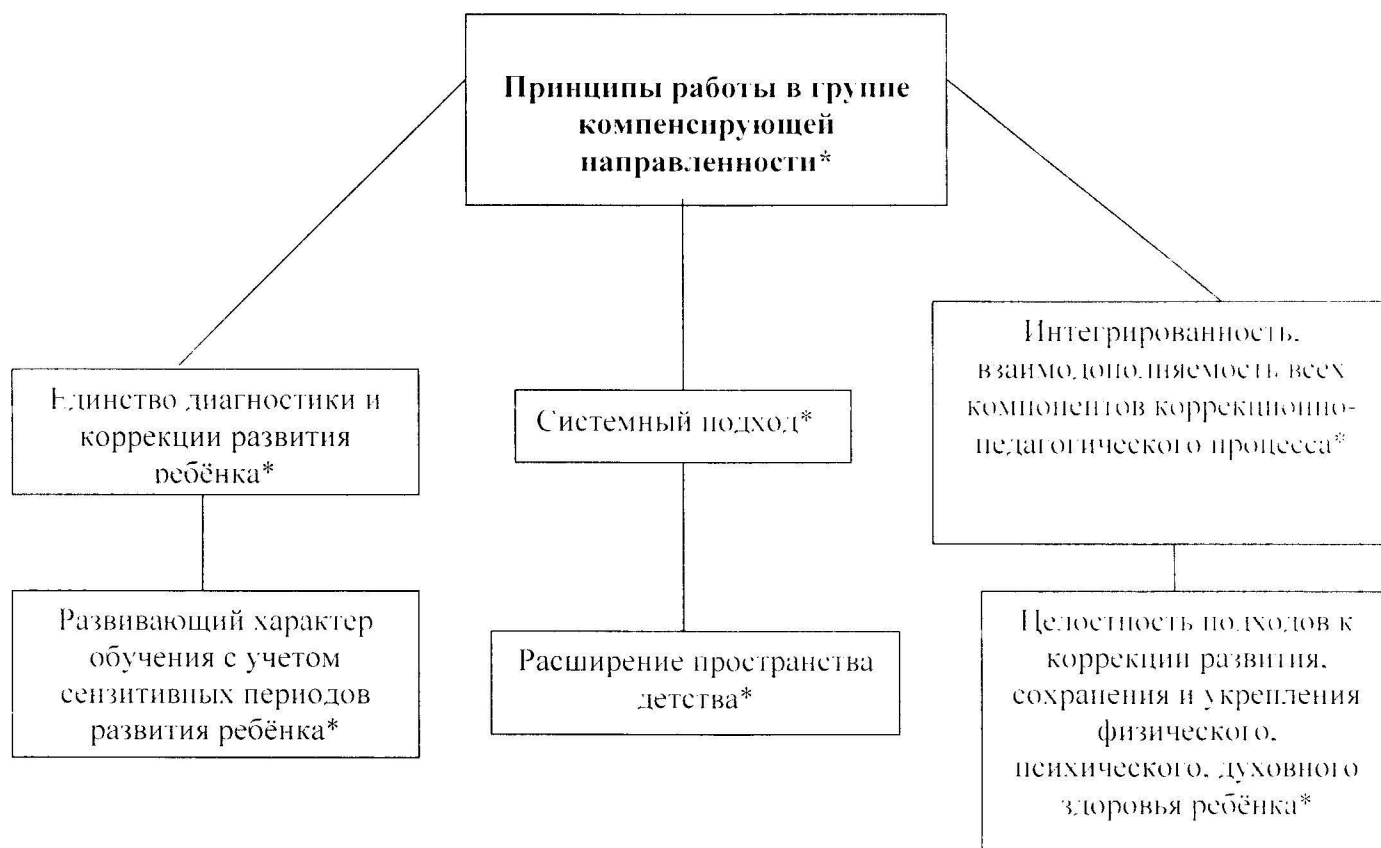 Принципы работы в группе
компенсирующей
направленности*
Единство диагностики и
коррекции развития
ребёнка*
Системный подход*
Интегрированность,
взаимодополняемость всех
компонентов коррекционно-
педагогического процесса*
Развивающий характер
обучения с учетом
сензитивных периодов
развития ребёнка*
Расширение пространства
детства*
Целостность подходов к
коррекции развития,
сохранения и укрепления
физического,
психического, духовного
здоровья ребёнка*